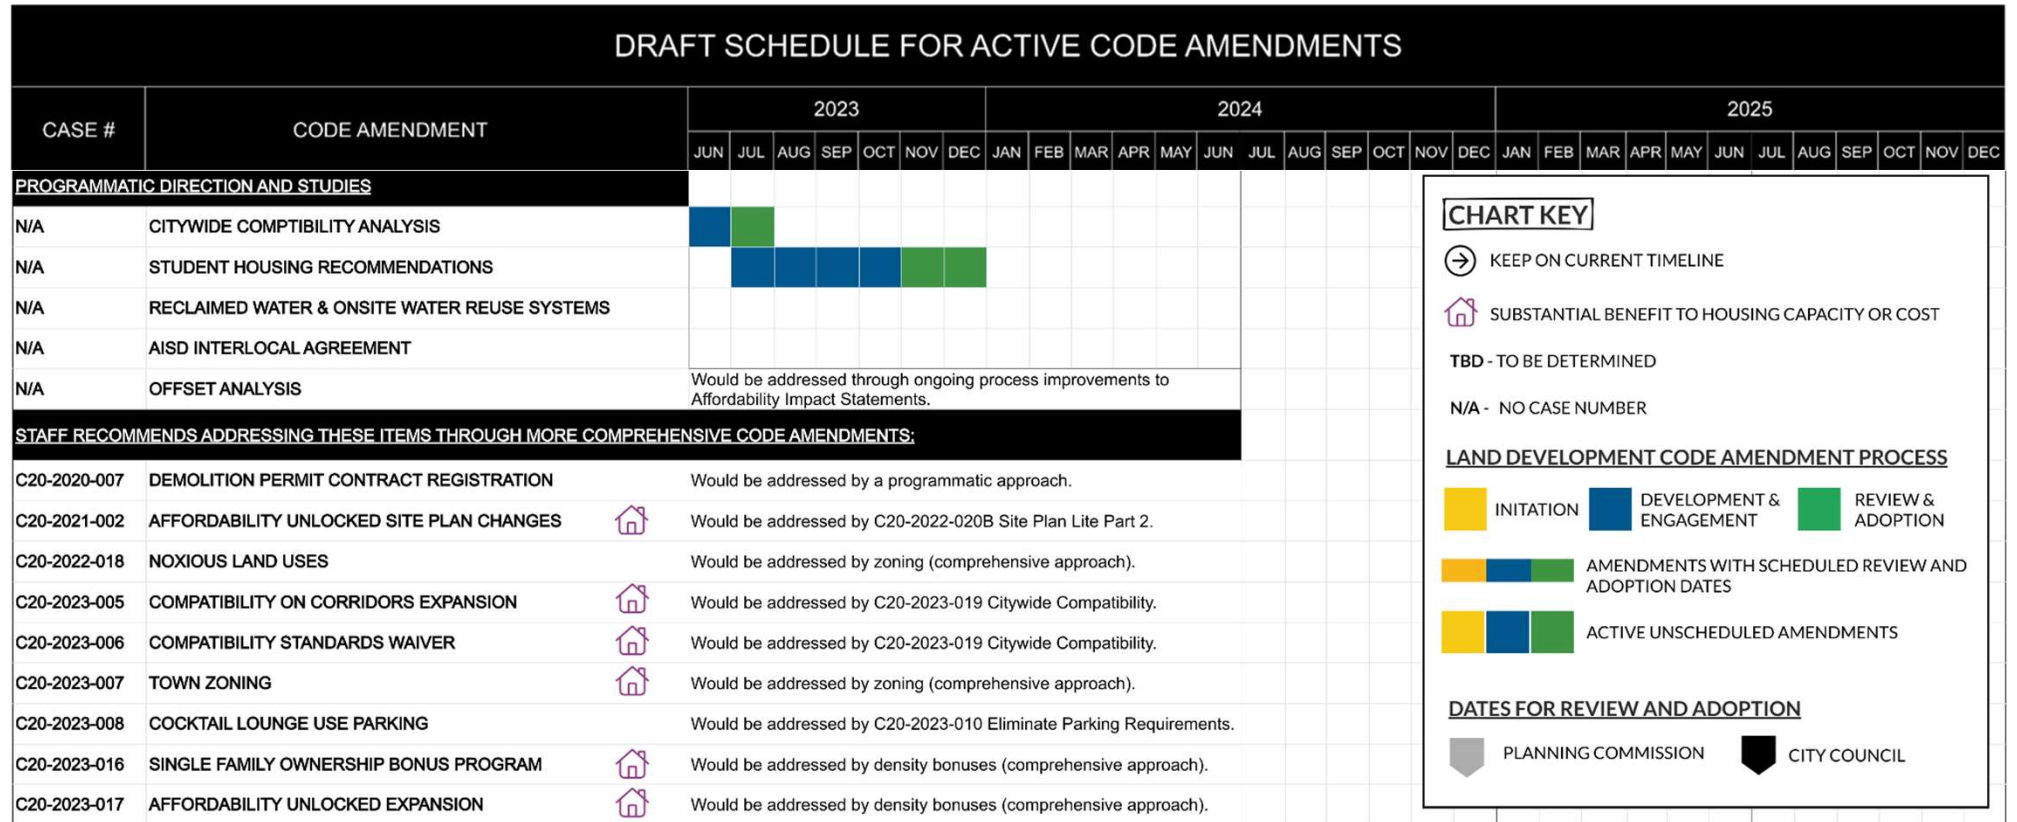 DRAFT SCHEDULE FOR ACTIVE CODE AMENDMENTS
CASE # CODE AMENDMENT 2023 2024 2025
JUN JUL AUG SEP OCT NOV DEC JAN FEB MAR APR MAY JUN JUL AUG SEP OCT NOV DEC JAN FEB MAR APR MAY JUN JUL AUG SEP OCT NOV DEC
PROGRAMMATIC DIRECTION AND STUDIES
N/A CITYWIDE COMPTIBILITY ANALYSIS
N/A STUDENT HOUSING RECOMMENDATIONS
N/A RECLAIMED WATER & ONSITE WATER REUSE SYSTEMS
N/A AISD INTERLOCAL AGREEMENT
N/A OFFSET ANALYSIS Would be addressed through ongoing process improvements to
Affordability Impact Statements.
STAFF RECOMMENDS ADDRESSING THESE ITEMS THROUGH MORE COMPREHENSIVE CODE AMENDMENTS:
C20-2020-007 DEMOLITION PERMIT CONTRACT REGISTRATION Would be addressed by a programmatic approach.
C20-2021-002 AFFORDABILITY UNLOCKED SITE PLAN CHANGES Would be addressed by C20-2022-020B Site Plan Lite Part 2.
C20-2022-018 NOXIOUS LAND USES Would be addressed by zoning (comprehensive approach).
C20-2023-005 COMPATIBILITY ON CORRIDORS EXPANSION Would be addressed by C20-2023-019 Citywide Compatibility.
C20-2023-006 COMPATIBILITY STANDARDS WAIVER Would be addressed by C20-2023-019 Citywide Compatibility.
C20-2023-007 TOWN ZONING Would be addressed by zoning (comprehensive approach).
C20-2023-008 COCKTAIL LOUNGE USE PARKING Would be addressed by C20-2023-010 Eliminate Parking Requirements.
C20-2023-016 SINGLE FAMILY OWNERSHIP BONUS PROGRAM Would be addressed by density bonuses (comprehensive approach).
C20-2023-017 AFFORDABILITY UNLOCKED EXPANSION Would be addressed by density bonuses (comprehensive approach).
CHART KEY
KEEP ON CURRENT TIMELINE
SUBSTANTIAL BENEFIT TO HOUSING CAPACITY OR COST
TBD - TO BE DETERMINED
N/A - NO CASE NUMBER
LAND DEVELOPMENT CODE AMENDMENT PROCESS
INITATION
DEVELOPMENT &
ENGAGEMENT
REVIEW &
ADOPTION
AMENDMENTS WITH SCHEDULED REVIEW AND
ADOPTION DATES
ACTIVE UNSCHEDULED AMENDMENTS
DATES FOR REVIEW AND ADOPTION
PLANNING COMMISSION CITY COUNCIL